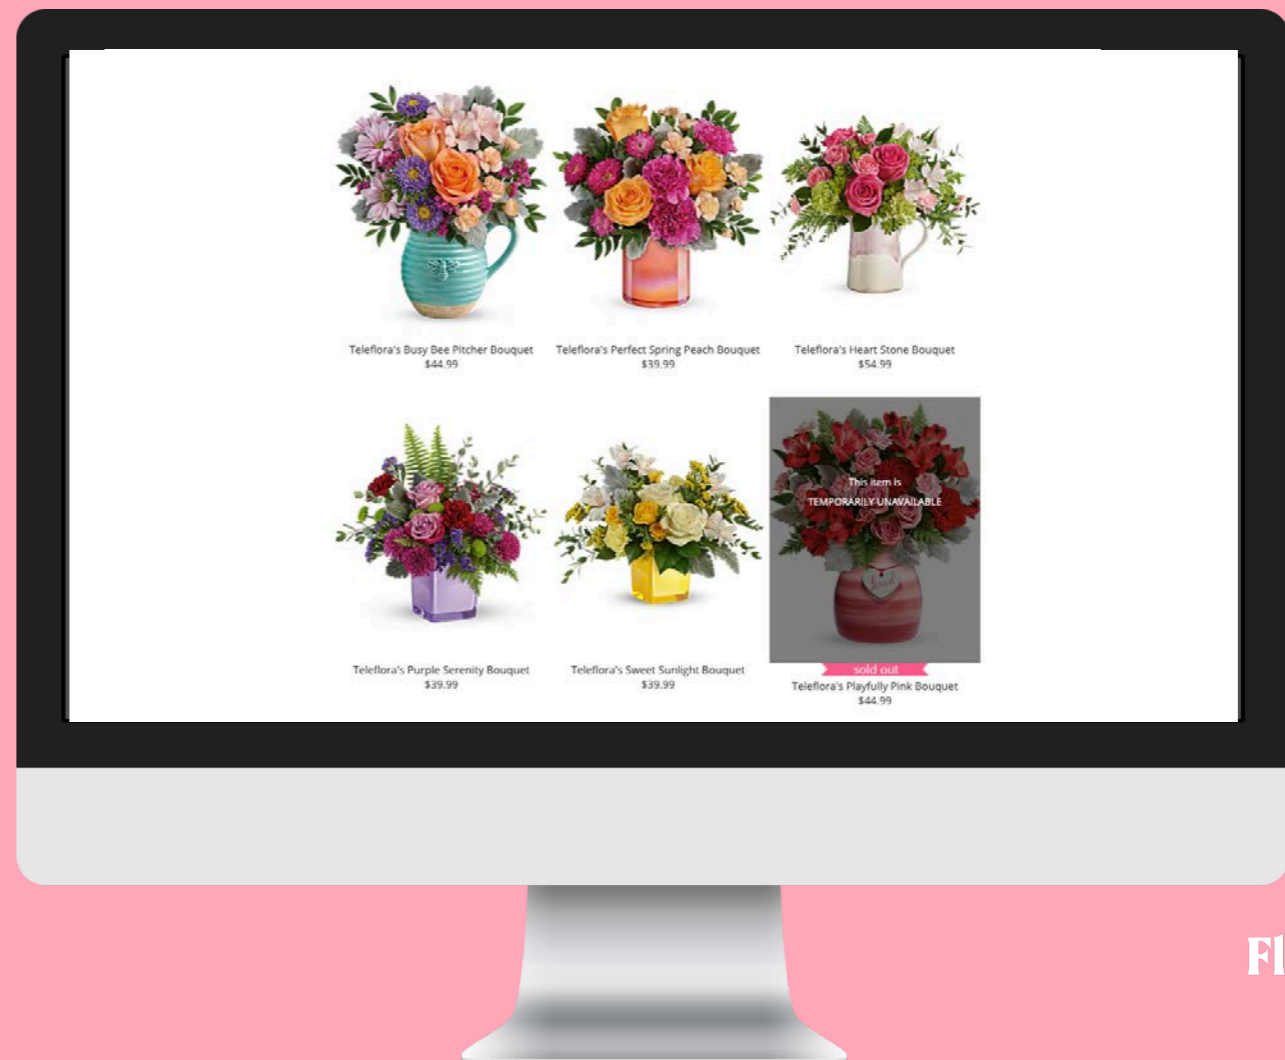 Teleflora's Busy Bee Pitcher Bouquet
$44.99
Teleflora's Perfect Spring Peach Bouquet
$39.99
Teleflora's Heart Stone Bouquet
$54.99
Teleflora's Purple Serenity Bouquet
$39.99
Teleflora's Sweet Sunlight Bouquet
$39.99
This item is
TEMPORARILY UNAVAILABLE
sold out
Teleflora's Playfully Pink Bouquet
$44.99